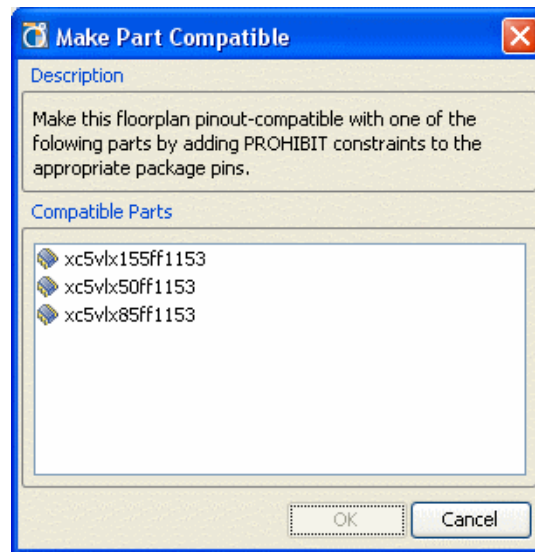 Make Part Compatible
Description
Make this floorplan pinout-compatible with one of the
folowing parts by adding PROHIBIT constraints to the
appropriate package pins.
Compatible Parts
xc5vlx155ff1153
xc5vlx50ff1153
xc5vlx85ff1153
OK Cancel